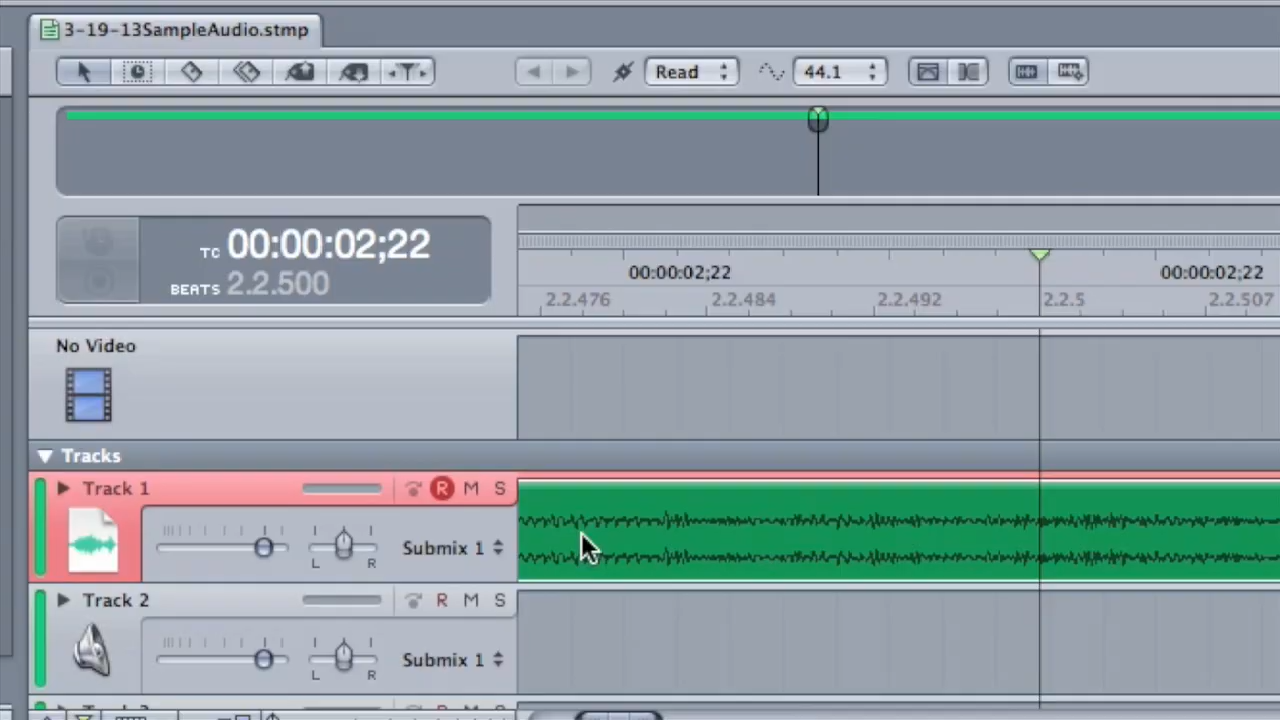 3-19-13SampleAudio.stmp
Read 44.1
TC 00:00:02;22
BEATS 2.2.500
00:00:02;22 00:00:02;22
2.2.476 2.2.484 2.2.492 2.2.5 2.2.507
No Video
Tracks
Track 1 R M S
L R Submix 1
Track 2 R M S
L R Submix 1